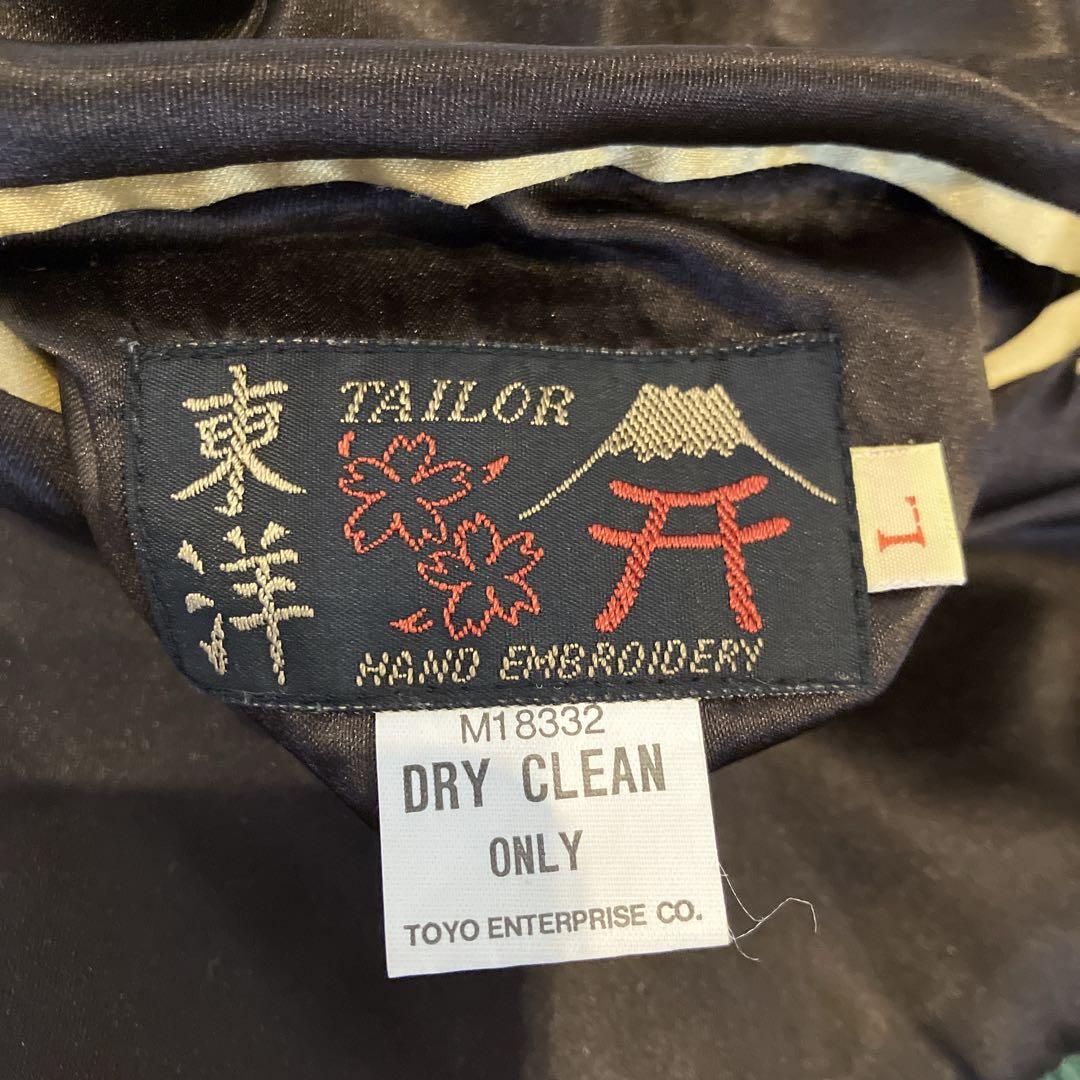 東洋
TAILOR
HAND EMBROIDERY
L.
M18332
DRY CLEAN
ONLY
TOYO ENTERPRISE CO.